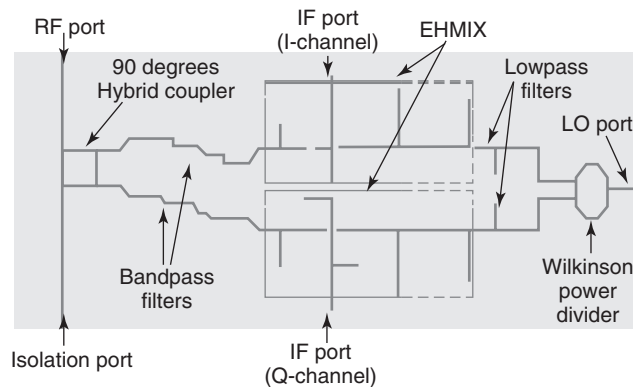 RF port
IF port
(I-channel)
EHMIX
90 degrees
Hybrid coupler
Lowpass
filters
LO port
Bandpass
filters
Wilkinson
power
divider
Isolation port
IF port
(Q-channel)